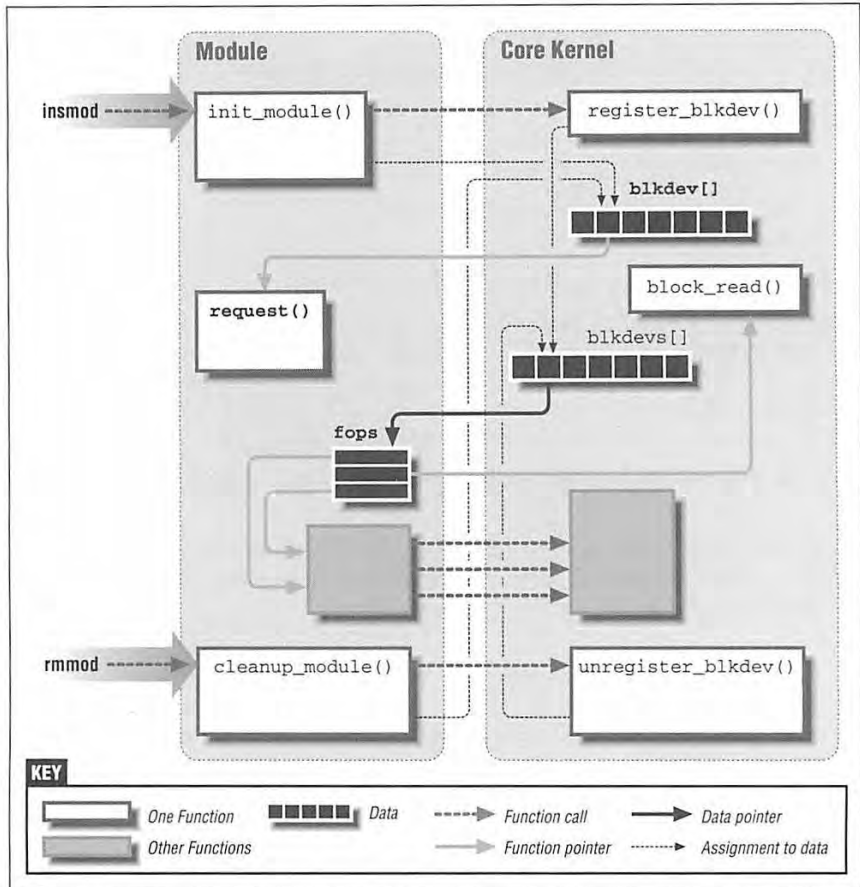 Module
Core Kernel
insmod
init_module()
register_blkdev()
blkdev[]
block_read()
request()
blkdevs[]
fops
rmmod
cleanup_module()
unregister_blkdev()
KEY
One Function
Data
Function call
Data pointer
Other Functions
Function pointer
Assignment to data